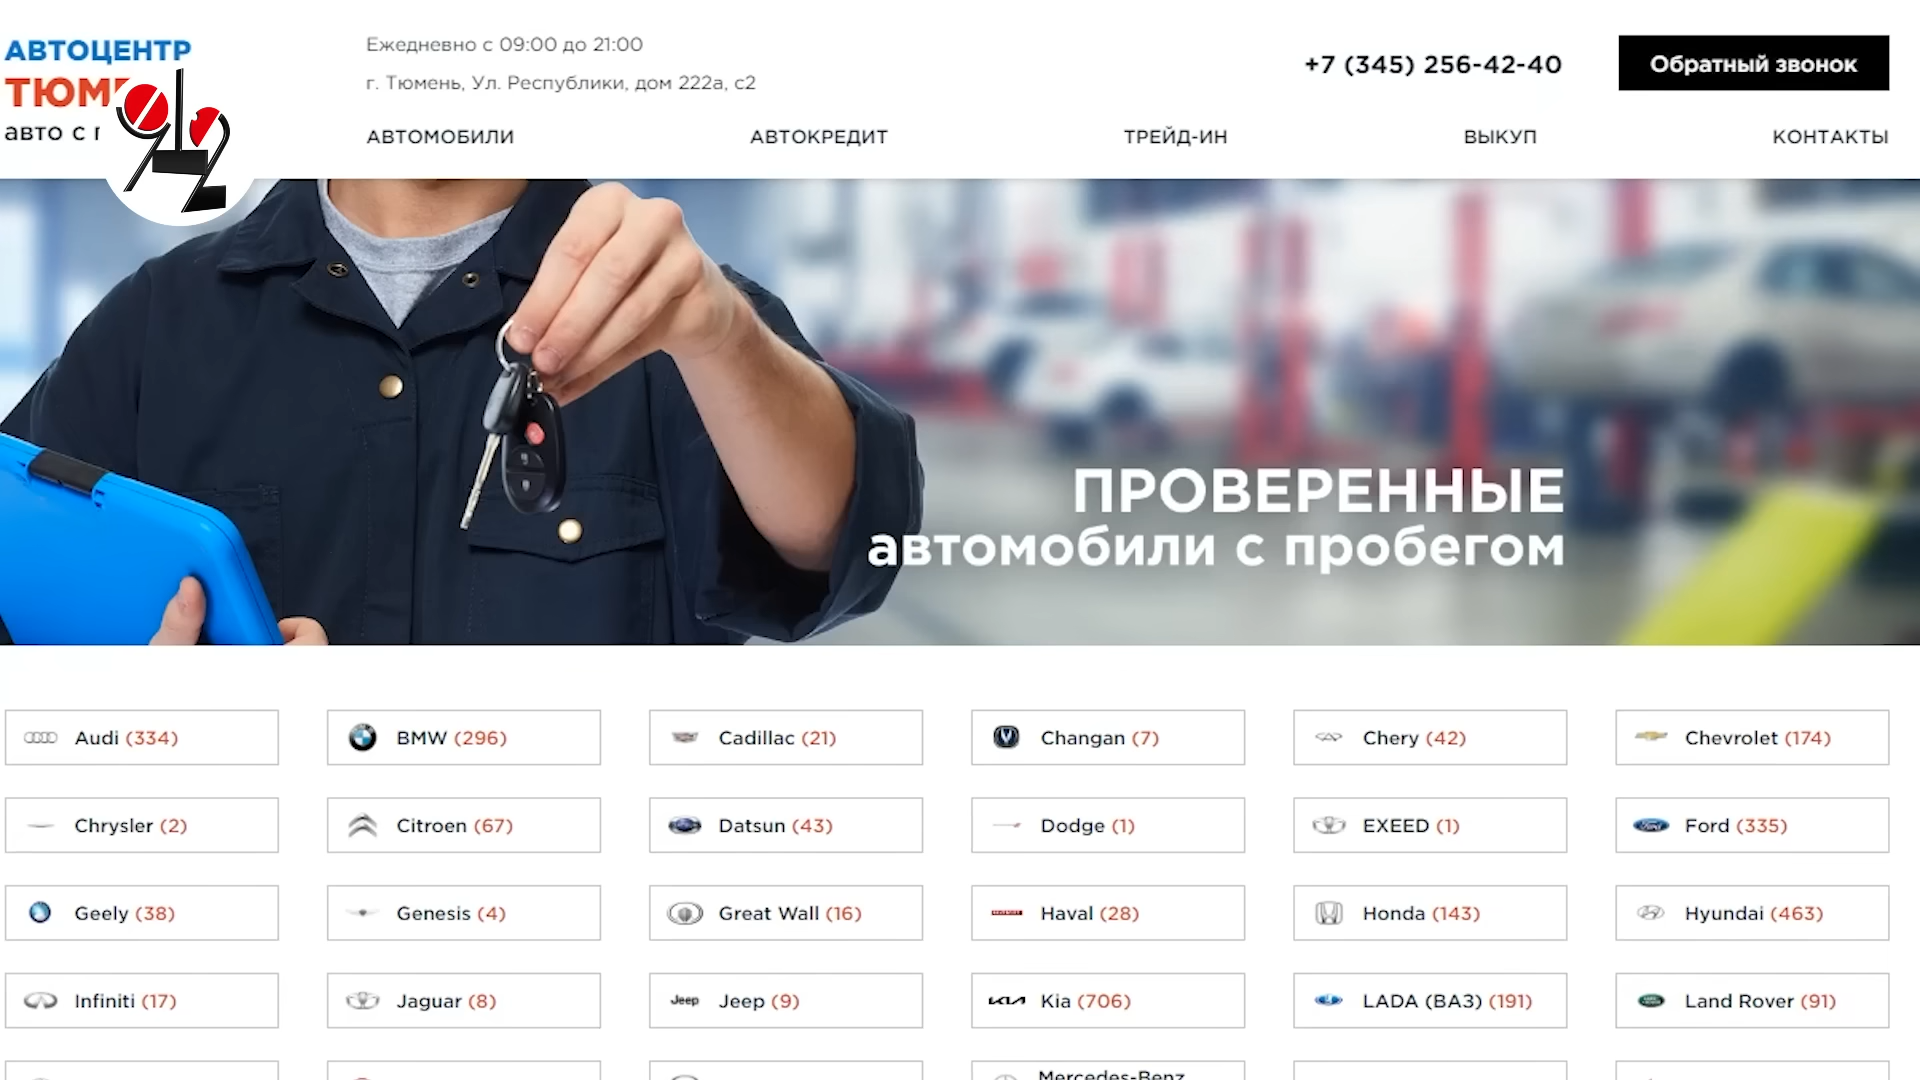 АВТОЦЕНТР
авто с
Ежедневно с 09:00 до 21:00
г. Тюмень, Ул. Республики, дом 222а, с2
+7 (345) 256-42-40
Обратный звонок
АВТОМОБИЛИ
АВТОКРЕДИТ
ТРЕЙД-ИН
ВЫКУП
КОНТАКТЫ
ПРОВЕРЕННЫЕ
автомобили с пробегом
Audi (334)
BMW (296)
Cadillac (21)
Changan (7)
Chery (42)
Chevrolet (174)
Chrysler (2)
Citroen (67)
Datsun (43)
Dodge (1)
EXEED (1)
Ford (335)
Geely (38)
Genesis (4)
Great Wall (16)
Haval (28)
Honda (143)
Hyundai (463)
Infiniti (17)
Jaguar (8)
Jeep
Jeep (9)
KIA
Kia (706)
LADA (ВАЗ) (191)
Land Rover (91)
Mercedes-Benz